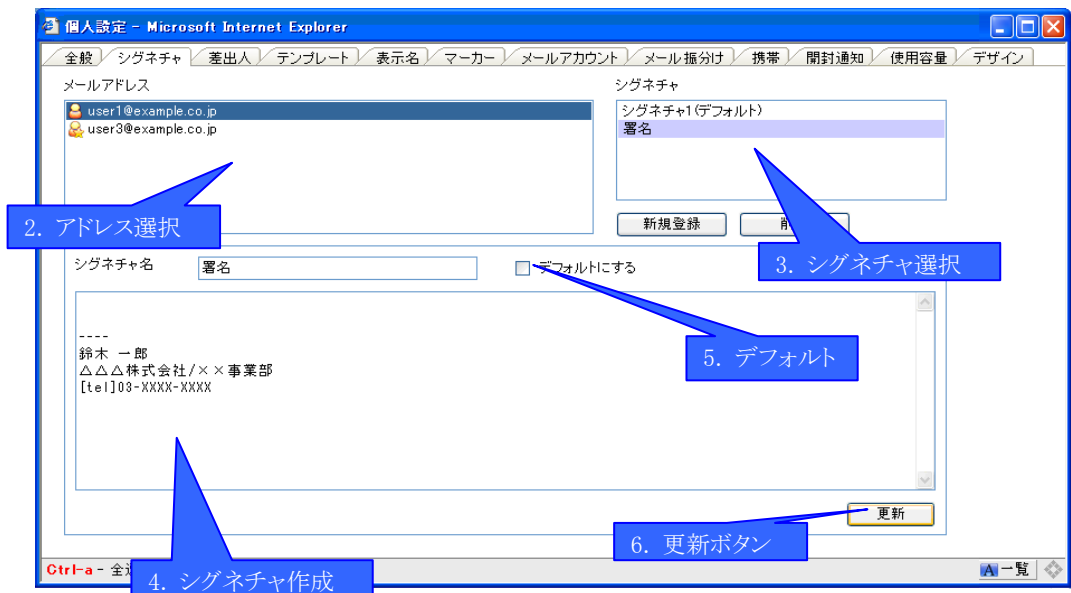 個人設定 - Microsoft Internet Explorer
全般 シグネチャ 差出人 テンプレート 表示名 マーカー メールアカウント メール振分け 携帯 開封通知 使用容量 デザイン
メールアドレス シグネチャ
user1@example.co.jp シグネチャ1(デフォルト)
user3@example.co.jp 署名
2. アドレス選択
新規登録
3. シグネチャ選択
シグネチャ名 署名 デフォルトにする
----
鈴木 一郎
△△△株式会社/××事業部
[tel]03-XXXX-XXXX
5. デフォルト
更新
6. 更新ボタン
Ctrl-a - 全
4. シグネチャ作成
A 一覧